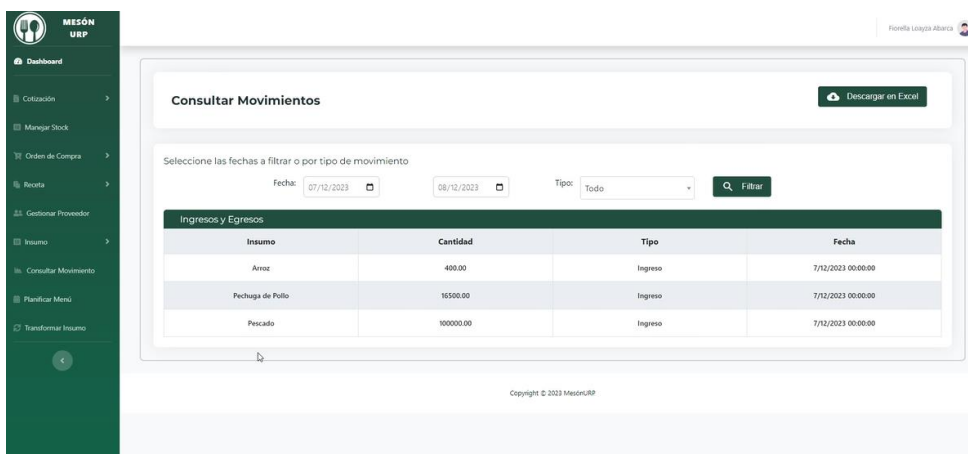 MESÓN
URP
Fiorella Loayza Abarca
Dashboard
Cotización
Manejar Stock
Orden de Compra
Receta
Gestionar Proveedor
Insumo
Consultar Movimiento
Planificar Menú
Transformar Insumo
Consultar Movimientos
Descargar en Excel
Seleccione las fechas a filtrar o por tipo de movimiento
Fecha: 07/12/2023 08/12/2023 Tipo: Todo Filtrar
Ingresos y Egresos
Insumo Cantidad Tipo Fecha
Arroz 400.00 Ingreso 7/12/2023 00:00:00
Pechuga de Pollo 16500.00 Ingreso 7/12/2023 00:00:00
Pescado 100000.00 Ingreso 7/12/2023 00:00:00
Copyright © 2023 MesónURP